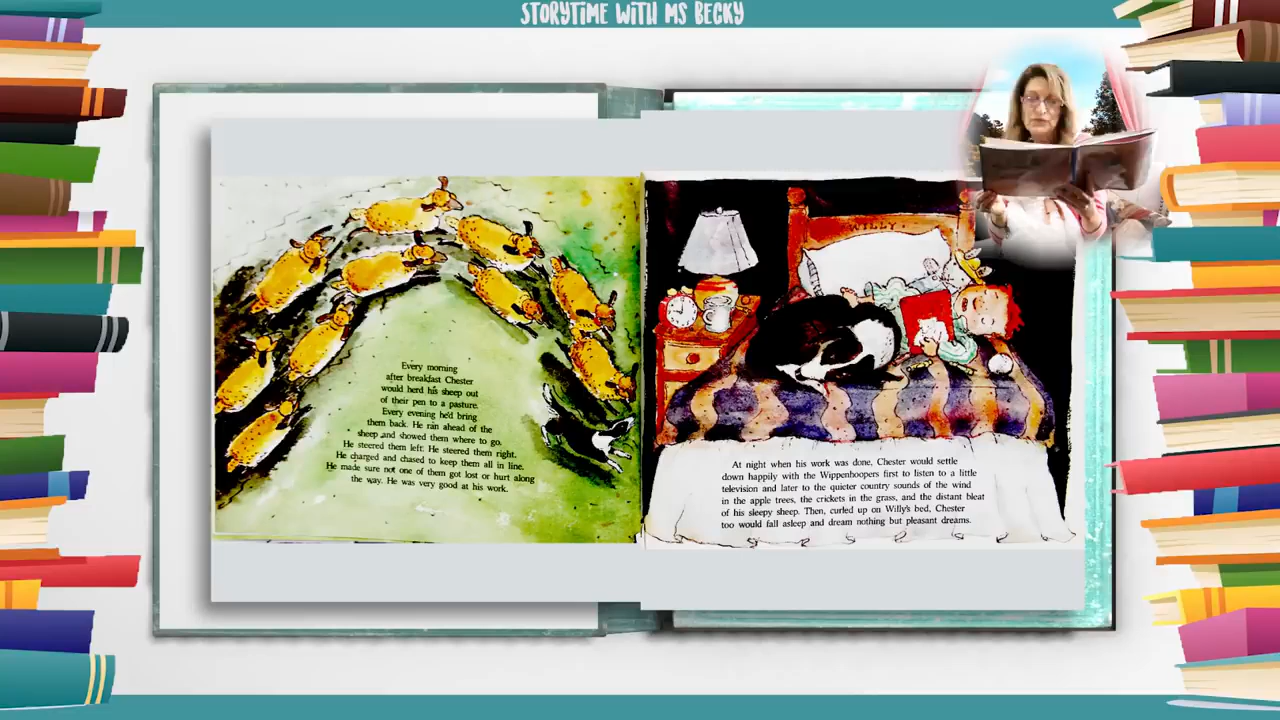 STORYTIME WITH MS BECKY
Every morning
after breakfast Chester
would herd his sheep out
of their pen to a pasture.
Every evening he'd bring
them back. He ran ahead of the
sheep and showed them where to go.
He steered them left. He steered them right.
He charged and chased to keep them all in line.
He made sure not one of them got lost or hurt along
the way. He was very good at his work.
WILLY
At night when his work was done, Chester would settle
down happily with the Wippenhoopers first to listen to a little
television and later to the quieter country sounds of the wind
in the apple trees, the crickets in the grass, and the distant bleat
of his sleepy sheep. Then, curled up on Willy's bed, Chester
too would fall asleep and dream nothing but pleasant dreams.